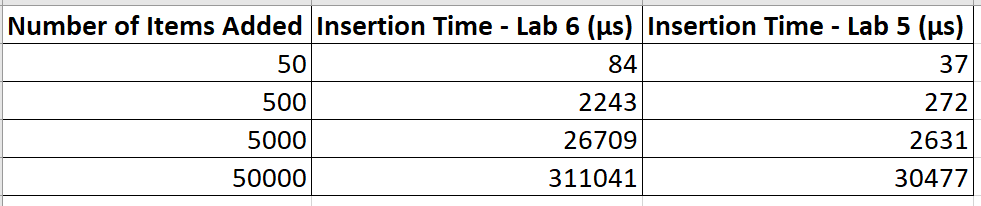 Number of Items Added Insertion Time - Lab 6 (µs) Insertion Time - Lab 5 (µs)
50 84 37
500 2243 272
5000 26709 2631
50000 311041 30477